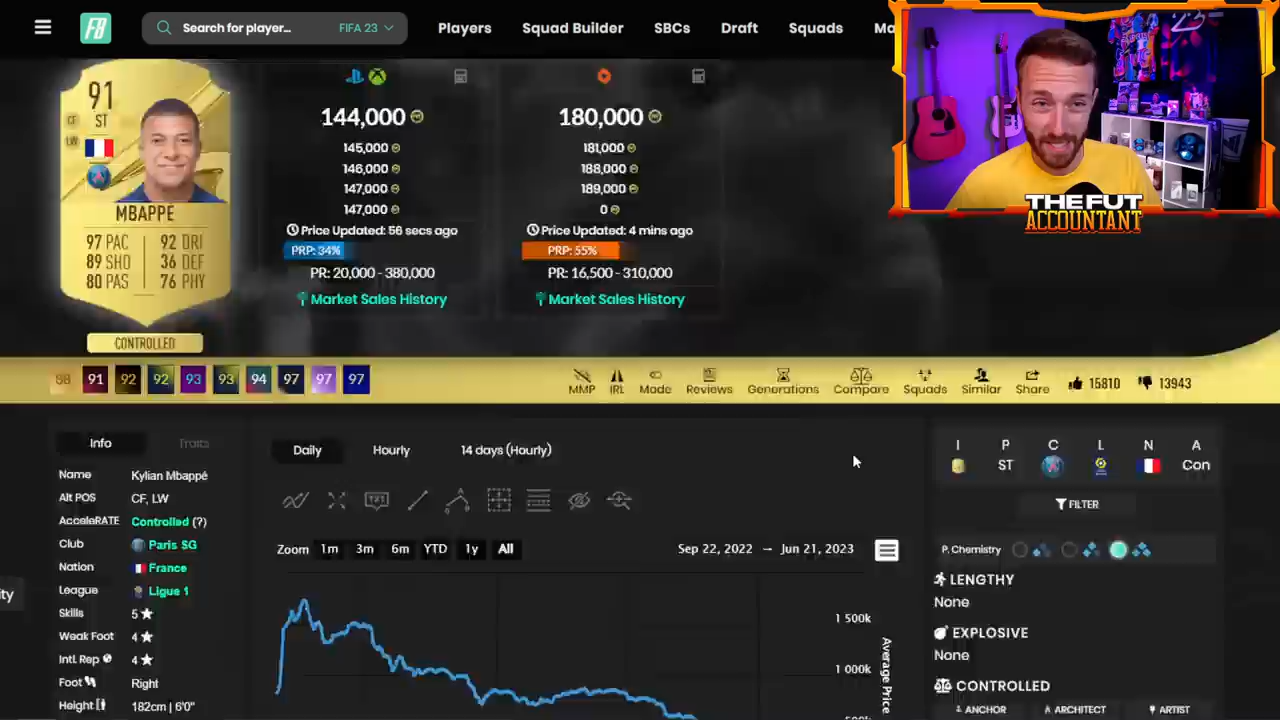 FB
Search for player... FIFA 23
Players
Squad Builder
SBCs
Draft
Squads
Ma
THE FUT
ACCOUNTANT
91
ST
CF
LW
MBAPPE
97 PAC 92 DRI
89 SHO 36 DEF
80 PAS 76 PHY
CONTROLLED
144,000
145,000
146,000
147,000
147,000
Price Updated: 56 secs ago
PRP: 34%
PR: 20,000 - 380,000
Market Sales History
180,000
181,000
188,000
189,000
0
Price Updated: 4 mins ago
PRP: 55%
PR: 16,500 - 310,000
Market Sales History
98 91 92 92 93 93 94 97 97 97
MMP IRL Made Reviews Generations Compare Squads Similar Share 15810 13943
Info Traits
Name Kylian Mbappé
Alt POS CF, LW
AcceleRATE Controlled (?)
Club Paris SG
Nation France
League Ligue 1
Skills 5
Weak Foot 4
Intl. Rep 4
Foot Right
Height 182cm | 6'0"
ity
Daily Hourly 14 days (Hourly)
TXT
Zoom 1m 3m 6m YTD 1y All
Sep 22, 2022 → Jun 21, 2023
1 500k
1 000k
500k
Average Price
I P C L N A
ST Con
FILTER
P. Chemistry
LENGTHY
None
EXPLOSIVE
None
CONTROLLED
ANCHOR ARCHITECT ARTIST